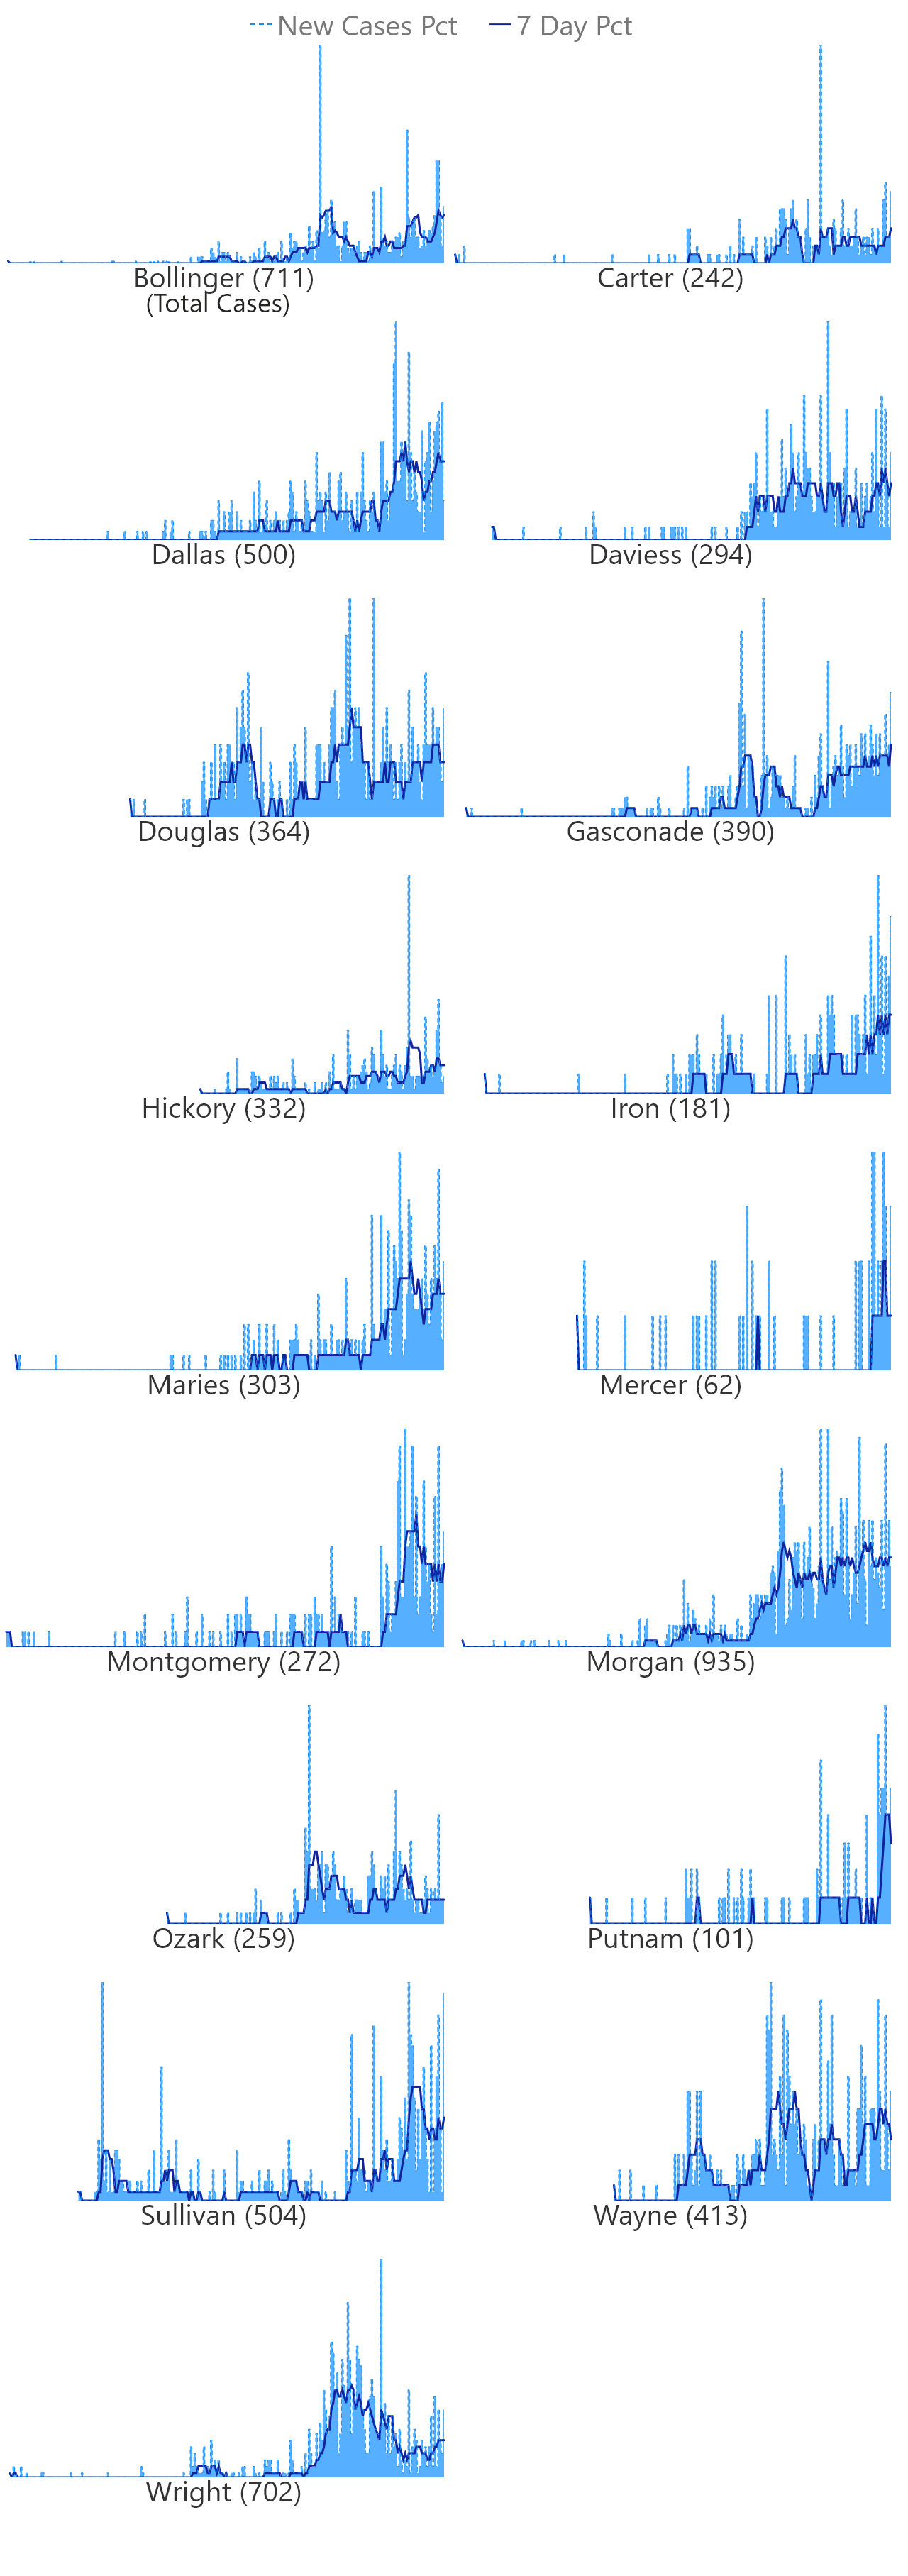 New Cases Pct 7 Day Pct
Bollinger (711) Carter (242)
(Total Cases)
Dallas (500) Daviess (294)
Douglas (364) Gasconade (390)
Hickory (332) Iron (181)
Maries (303) Mercer (62)
Montgomery (272) Morgan (935)
Ozark (259) Putnam (101)
Sullivan (504) Wayne (413)
Wright (702)